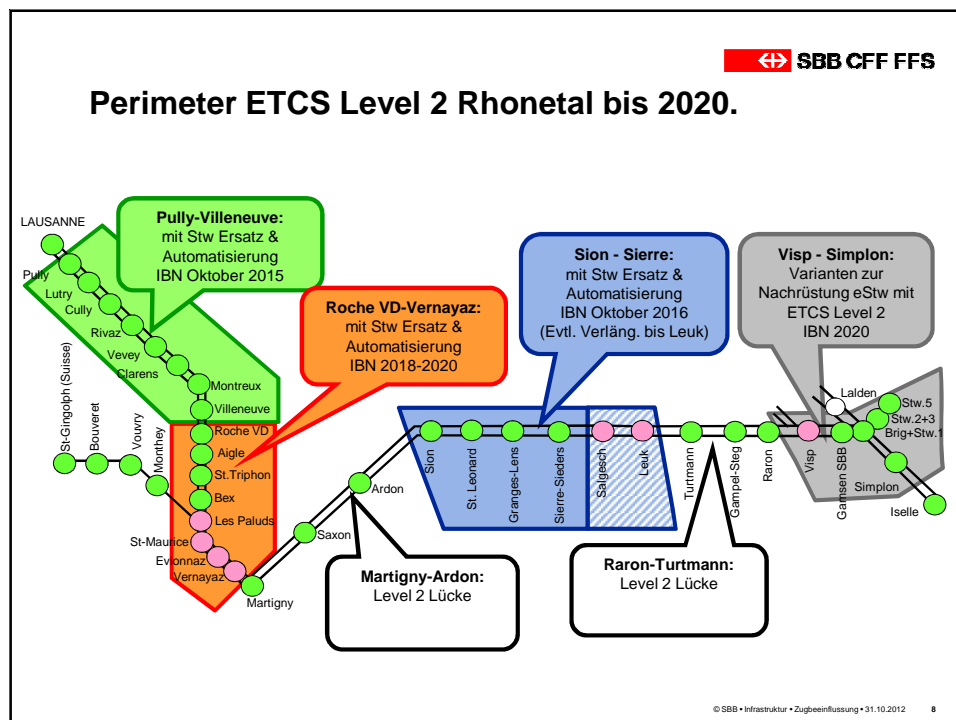 SBB CFF FFS
Perimeter ETCS Level 2 Rhonetal bis 2020.
Pully-Villeneuve:
mit Stw Ersatz &
Automatisierung
IBN Oktober 2015
Roche VD-Vernayaz:
mit Stw Ersatz &
Automatisierung
IBN 2018-2020
Sion - Sierre:
mit Stw Ersatz &
Automatisierung
IBN Oktober 2016
(Evtl. Verläng. bis Leuk)
Visp - Simplon:
Varianten zur
Nachrüstung eStw mit
ETCS Level 2
IBN 2020
LAUSANNE
Pully
Lutry
Cully
Rivaz
Vevey
Clarens
Montreux
Villeneuve
Roche VD
Aigle
St.Triphon
Bex
Les Paluds
St-Maurice
Evionnaz
Vernayaz
Martigny
St-Gingolph (Suisse)
Bouveret
Vouvry
Monthey
Saxon
Ardon
Sion
St. Leonard
Granges-Lens
Sierre-Sieders
Salgesch
Leuk
Turtmann
Gampel-Steg
Raron
Visp
Gamsen SBB
Lalden
Stw.5
Stw.2+3
Brig+Stw.1
Simplon
Iselle
Martigny-Ardon:
Level 2 Lücke
Raron-Turtmann:
Level 2 Lücke
© SBB • Infrastruktur • Zugbeeinflussung • 31.10.2012 8